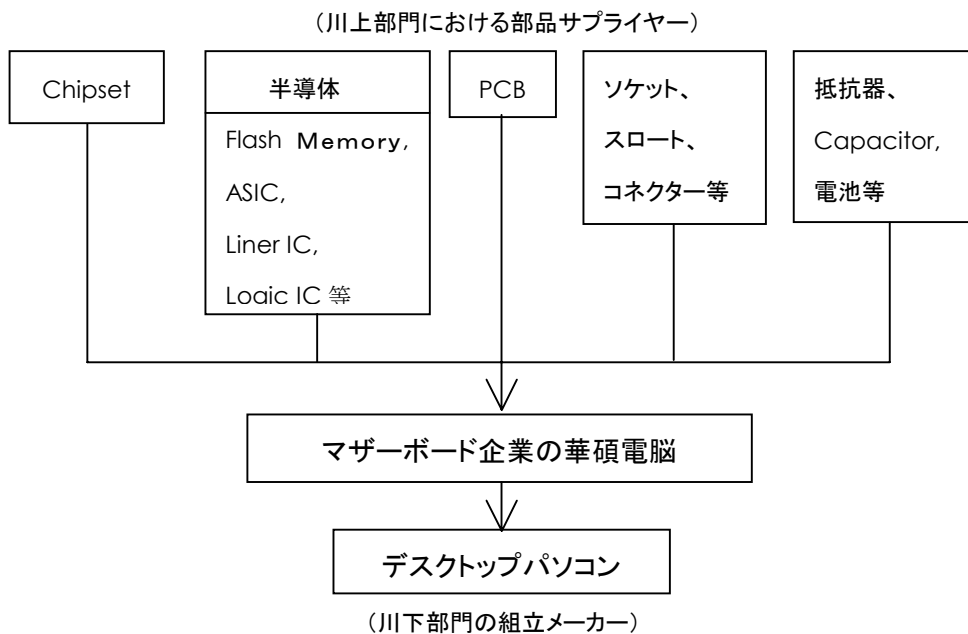 （川上部門における部品サプライヤー）
Chipset
半導体
Flash Memory,
ASIC,
Liner IC,
Logic IC 等
PCB
ソケット、
スロート、
コネクター等
抵抗器、
Capacitor,
電池等
マザーボード企業の華碩電脳
デスクトップパソコン
（川下部門の組立メーカー）